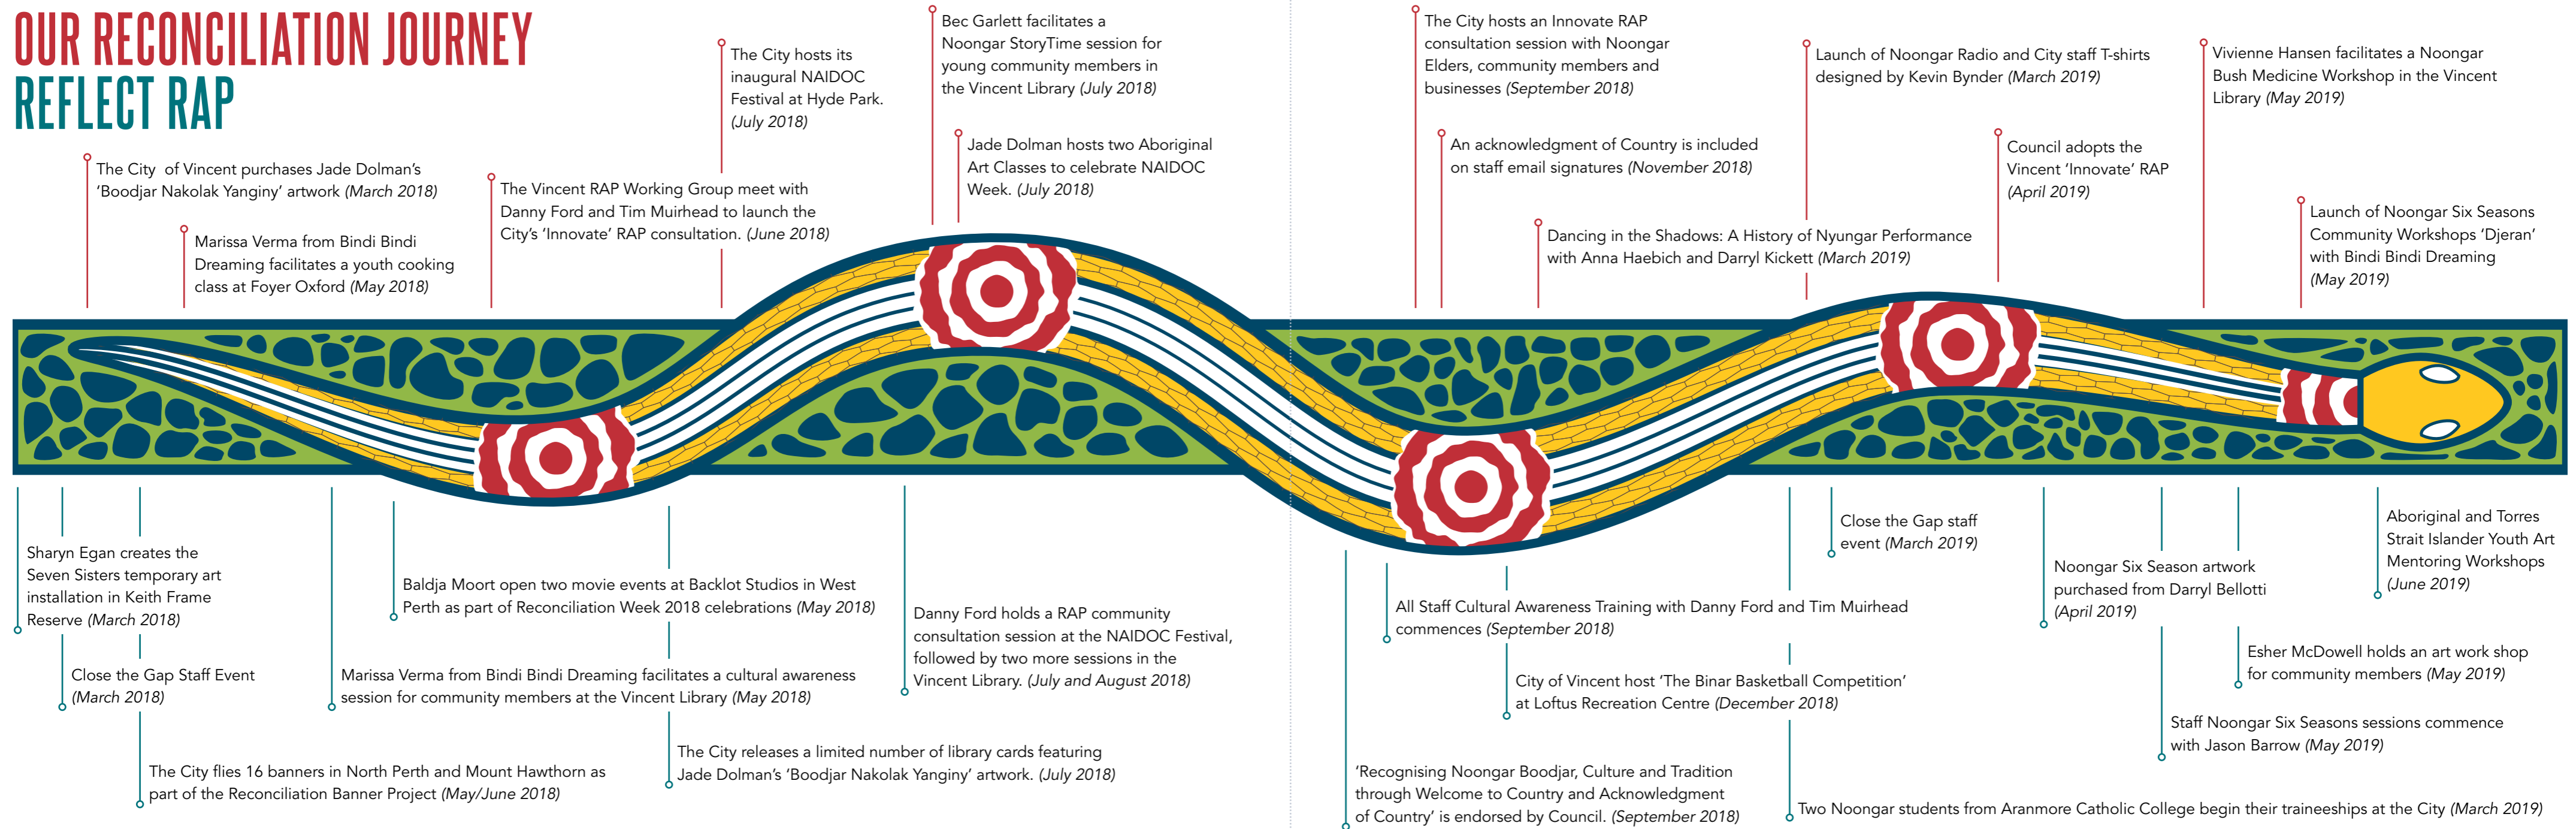 OUR RECONCILIATION JOURNEY
REFLECT RAP
The City of Vincent purchases Jade Dolman's
'Boodjar Nakolak Yanginy' artwork (March 2018)
Marissa Verma from Bindi Bindi
Dreaming facilitates a youth cooking
class at Foyer Oxford (May 2018)
The Vincent RAP Working Group meet with
Danny Ford and Tim Muirhead to launch the
City's 'Innovate' RAP consultation. (June 2018)
The City hosts its
inaugural NAIDOC
Festival at Hyde Park.
(July 2018)
Bec Garlett facilitates a
Noongar StoryTime session for
young community members in
the Vincent Library (July 2018)
Jade Dolman hosts two Aboriginal
Art Classes to celebrate NAIDOC
Week. (July 2018)
The City hosts an Innovate RAP
consultation session with Noongar
Elders, community members and
businesses (September 2018)
An acknowledgment of Country is included
on staff email signatures (November 2018)
Dancing in the Shadows: A History of Nyungar Performance
with Anna Haebich and Darryl Kickett (March 2019)
Launch of Noongar Radio and City staff T-shirts
designed by Kevin Bynder (March 2019)
Council adopts the
Vincent 'Innovate' RAP
(April 2019)
Vivienne Hansen facilitates a Noongar
Bush Medicine Workshop in the Vincent
Library (May 2019)
Launch of Noongar Six Seasons
Community Workshops 'Djeran'
with Bindi Bindi Dreaming
(May 2019)
Sharyn Egan creates the
Seven Sisters temporary art
installation in Keith Frame
Reserve (March 2018)
Close the Gap Staff Event
(March 2018)
The City flies 16 banners in North Perth and Mount Hawthorn as
part of the Reconciliation Banner Project (May/June 2018)
Marissa Verma from Bindi Bindi Dreaming facilitates a cultural awareness
session for community members at the Vincent Library (May 2018)
Baldja Moort open two movie events at Backlot Studios in West
Perth as part of Reconciliation Week 2018 celebrations (May 2018)
The City releases a limited number of library cards featuring
Jade Dolman's 'Boodjar Nakolak Yanginy' artwork. (July 2018)
Danny Ford holds a RAP community
consultation session at the NAIDOC Festival,
followed by two more sessions in the
Vincent Library. (July and August 2018)
'Recognising Noongar Boodjar, Culture and Tradition
through Welcome to Country and Acknowledgment
of Country' is endorsed by Council. (September 2018)
All Staff Cultural Awareness Training with Danny Ford and Tim Muirhead
commences (September 2018)
City of Vincent host 'The Binar Basketball Competition'
at Loftus Recreation Centre (December 2018)
Two Noongar students from Aranmore Catholic College begin their traineeships at the City (March 2019)
Close the Gap staff
event (March 2019)
Noongar Six Season artwork
purchased from Darryl Bellotti
(April 2019)
Staff Noongar Six Seasons sessions commence
with Jason Barrow (May 2019)
Esher McDowell holds an art work shop
for community members (May 2019)
Aboriginal and Torres
Strait Islander Youth Art
Mentoring Workshops
(June 2019)